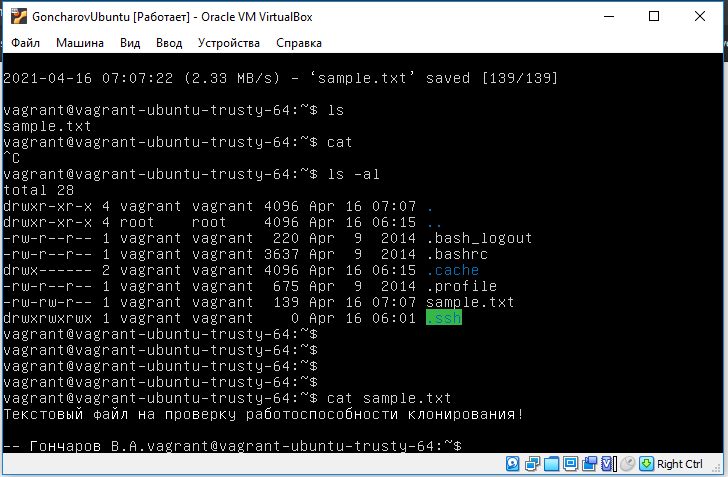 GoncharovUbuntu [Работает] - Oracle VM VirtualBox
Файл Машина Вид Ввод Устройства Справка
2021-04-16 07:07:22 (2.33 MB/s) - ‘sample.txt’ saved [139/139]
vagrant@vagrant-ubuntu-trusty-64:~$ ls
sample.txt
vagrant@vagrant-ubuntu-trusty-64:~$ cat
^C
vagrant@vagrant-ubuntu-trusty-64:~$ ls -al
total 28
drwxr-xr-x 4 vagrant vagrant 4096 Apr 16 07:07 .
drwxr-xr-x 4 root    root    4096 Apr 16 06:15 ..
-rw-r--r-- 1 vagrant vagrant  220 Apr  9  2014 .bash_logout
-rw-r--r-- 1 vagrant vagrant 3637 Apr  9  2014 .bashrc
drwx------ 2 vagrant vagrant 4096 Apr 16 06:15 .cache
-rw-r--r-- 1 vagrant vagrant  675 Apr  9  2014 .profile
-rw-rw-r-- 1 vagrant vagrant  139 Apr 16 07:07 sample.txt
drwxrwxrwx 1 vagrant vagrant    0 Apr 16 06:01 .ssh
vagrant@vagrant-ubuntu-trusty-64:~$
vagrant@vagrant-ubuntu-trusty-64:~$
vagrant@vagrant-ubuntu-trusty-64:~$
vagrant@vagrant-ubuntu-trusty-64:~$
vagrant@vagrant-ubuntu-trusty-64:~$ cat sample.txt
Текстовый файл на проверку работоспособности клонирования!
-- Гончаров В.А.vagrant@vagrant-ubuntu-trusty-64:~$
Right Ctrl